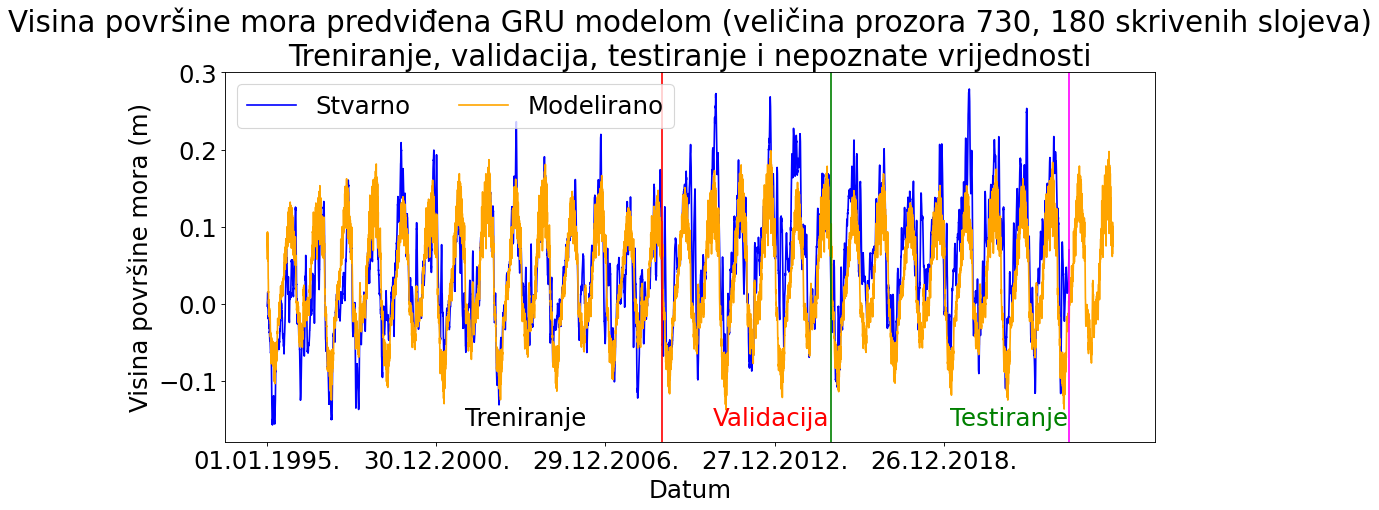 Visina površine mora predviđena GRU modelom (veličina prozora 730, 180 skrivenih slojeva)
Treniranje, validacija, testiranje i nepoznate vrijednosti
0.3
Stvarno
Modelirano
0.2
0.1
0.0
−0.1
Visina površine mora (m)
Treniranje
Validacija
Testiranje
01.01.1995.
30.12.2000.
29.12.2006.
27.12.2012.
26.12.2018.
Datum